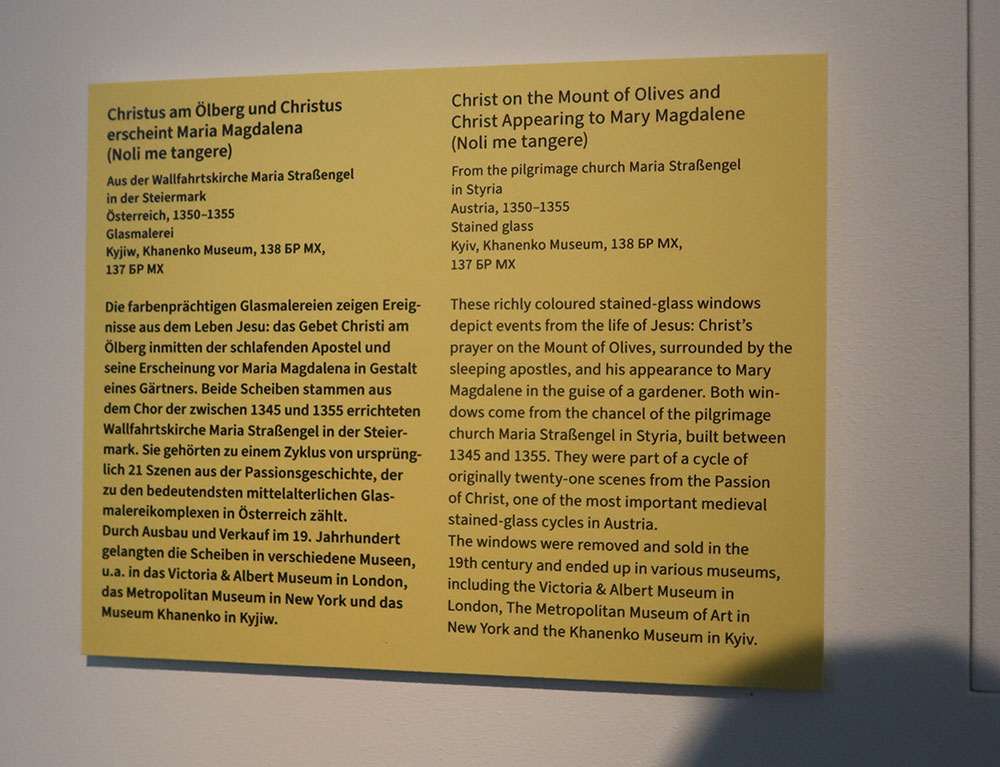 Christus am Ölberg und Christus
erscheint Maria Magdalena
(Noli me tangere)
Aus der Wallfahrtskirche Maria Straßengel
in der Steiermark
Österreich, 1350–1355
Glasmalerei
Kyjiw, Khanenko Museum, 138 БР МХ,
137 БР МХ
Die farbenprächtigen Glasmalereien zeigen Ereig-
nisse aus dem Leben Jesu: das Gebet Christi am
Ölberg inmitten der schlafenden Apostel und
seine Erscheinung vor Maria Magdalena in Gestalt
eines Gärtners. Beide Scheiben stammen aus
dem Chor der zwischen 1345 und 1355 errichteten
Wallfahrtskirche Maria Straßengel in der Steier-
mark. Sie gehörten zu einem Zyklus von ursprüng-
lich 21 Szenen aus der Passionsgeschichte, der
zu den bedeutendsten mittelalterlichen Glas-
malereikomplexen in Österreich zählt.
Durch Ausbau und Verkauf im 19. Jahrhundert
gelangten die Scheiben in verschiedene Museen,
u.a. in das Victoria & Albert Museum in London,
das Metropolitan Museum in New York und das
Museum Khanenko in Kyjiw.
Christ on the Mount of Olives and
Christ Appearing to Mary Magdalene
(Noli me tangere)
From the pilgrimage church Maria Straßengel
in Styria
Austria, 1350–1355
Stained glass
Kyiv, Khanenko Museum, 138 БР МХ,
137 БР МХ
These richly coloured stained-glass windows
depict events from the life of Jesus: Christ's
prayer on the Mount of Olives, surrounded by the
sleeping apostles, and his appearance to Mary
Magdalene in the guise of a gardener. Both win-
dows come from the chancel of the pilgrimage
church Maria Straßengel in Styria, built between
1345 and 1355. They were part of a cycle of
originally twenty-one scenes from the Passion
of Christ, one of the most important medieval
stained-glass cycles in Austria.
The windows were removed and sold in the
19th century and ended up in various museums,
including the Victoria & Albert Museum in
London, The Metropolitan Museum of Art in
New York and the Khanenko Museum in Kyiv.